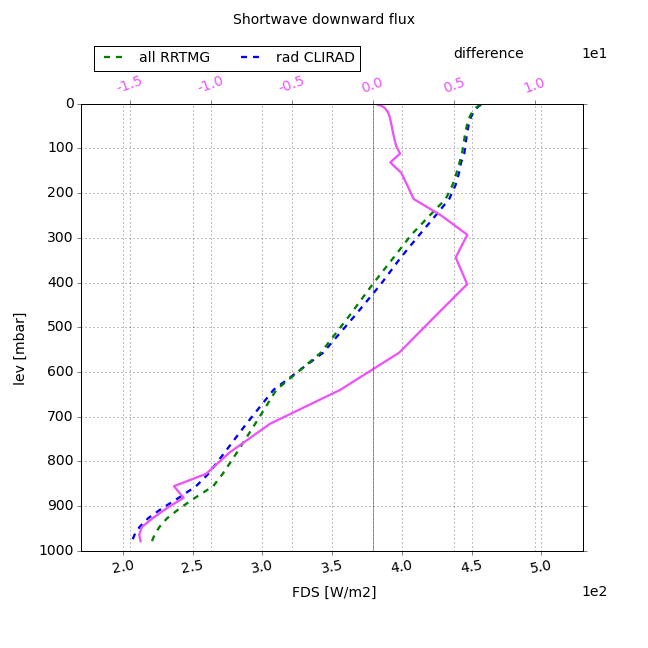 Shortwave downward flux
all RRTMG rad CLIRAD
difference 1e1
-1.5 -1.0 -0.5 0.0 0.5 1.0
0
100
200
300
400
500
600
700
800
900
1000
lev [mbar]
2.0 2.5 3.0 3.5 4.0 4.5 5.0
FDS [W/m2] 1e2